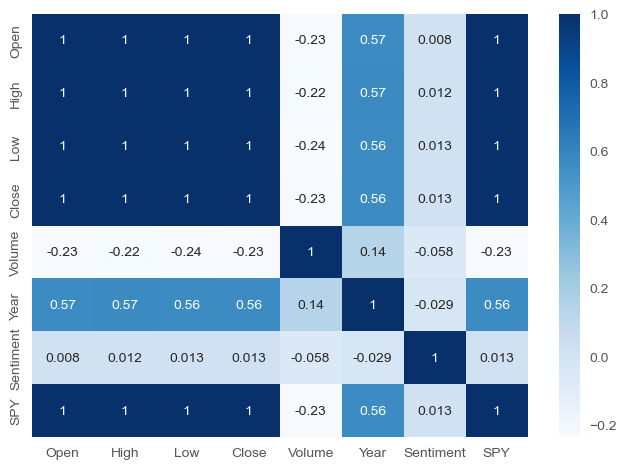 Open 1 1 1 1 -0.23 0.57 0.008 1
High 1 1 1 1 -0.22 0.57 0.012 1
Low 1 1 1 1 -0.24 0.56 0.013 1
Close 1 1 1 1 -0.23 0.56 0.013 1
Volume -0.23 -0.22 -0.24 -0.23 1 0.14 -0.058 -0.23
Year 0.57 0.57 0.56 0.56 0.14 1 -0.029 0.56
Sentiment 0.008 0.012 0.013 0.013 -0.058 -0.029 1 0.013
SPY 1 1 1 1 -0.23 0.56 0.013 1
Open High Low Close Volume Year Sentiment SPY
1.0
0.8
0.6
0.4
0.2
0.0
−0.2